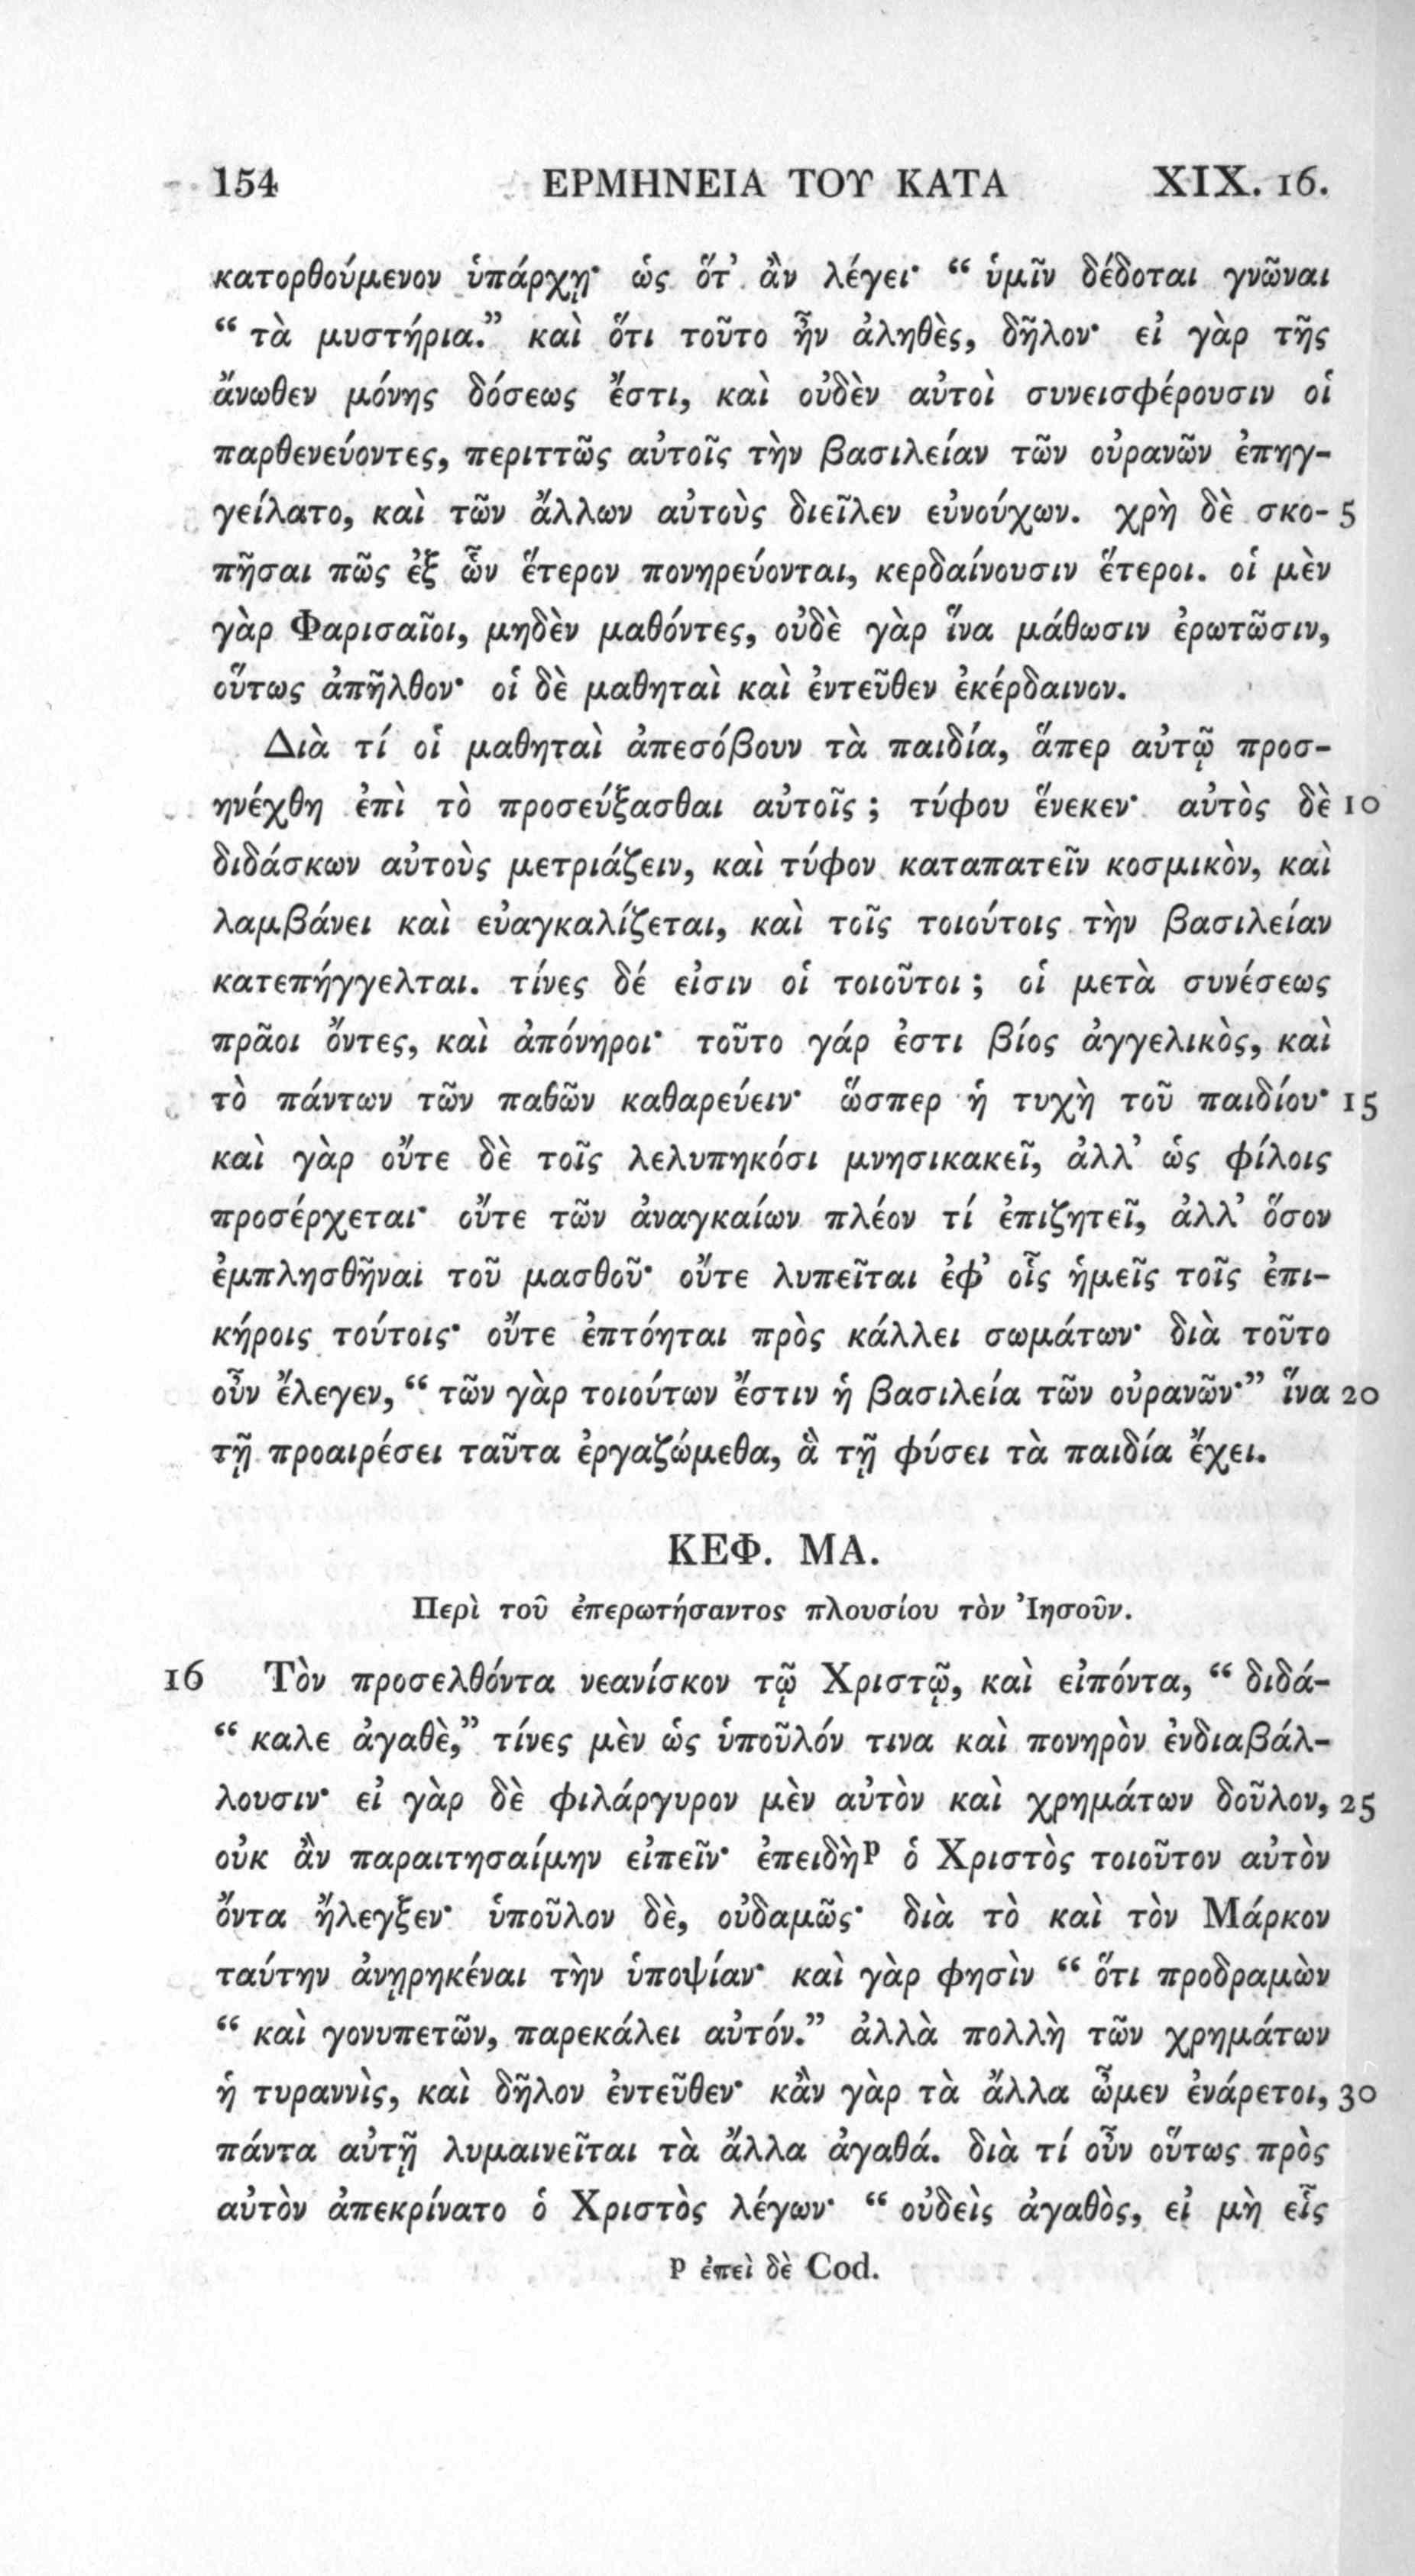 154 ΕΡΜΗΝΕΙΑ ΤΟΥ ΚΑΤΑ XIX. 16.
κατορθούμενον ὑπάρχῃ· ὡς ὅτ᾽ ἂν λέγει· “ ὑμῖν δέδοται γνῶναι
“ τὰ μυστήρια.” καὶ ὅτι τοῦτο ἦν ἀληθὲς, δῆλον· εἰ γὰρ τῆς
ἄνωθεν μόνης δόσεως ἔστι, καὶ οὐδὲν αὐτοὶ συνεισφέρουσιν οἱ
παρθενεύοντες, περιττῶς αὐτοῖς τὴν βασιλείαν τῶν οὐρανῶν ἐπηγ-
γείλατο, καὶ τῶν ἄλλων αὐτοὺς διεῖλεν εὐνούχων. χρὴ δὲ σκο- 5
πῆσαι πῶς ἐξ ὧν ἕτερον πονηρεύονται, κερδαίνουσιν ἕτεροι. οἱ μὲν
γὰρ Φαρισαῖοι, μηδὲν μαθόντες, οὐδὲ γὰρ ἵνα μάθωσιν ἐρωτῶσιν,
οὕτως ἀπῆλθον· οἱ δὲ μαθηταὶ καὶ ἐντεῦθεν ἐκέρδαινον.
Διὰ τί οἱ μαθηταὶ ἀπεσόβουν τὰ παιδία, ἅπερ αὐτῷ προσ-
ηνέχθη ἐπὶ τὸ προσεύξασθαι αὐτοῖς ; τύφου ἕνεκεν· αὐτὸς δὲ 10
διδάσκων αὐτοὺς μετριάζειν, καὶ τύφον καταπατεῖν κοσμικὸν, καὶ
λαμβάνει καὶ εὐαγκαλίζεται, καὶ τοῖς τοιούτοις τὴν βασιλείαν
κατεπήγγελται. τίνες δέ εἰσιν οἱ τοιοῦτοι ; οἱ μετὰ συνέσεως
πρᾶοι ὄντες, καὶ ἀπόνηροι· τοῦτο γάρ ἐστι βίος ἀγγελικὸς, καὶ
τὸ πάντων τῶν παθῶν καθαρεύειν· ὥσπερ ἡ τυχὴ τοῦ παιδίου· 15
καὶ γὰρ οὔτε δὲ τοῖς λελυπηκόσι μνησικακεῖ, ἀλλ᾽ ὡς φίλοις
προσέρχεται· οὔτε τῶν ἀναγκαίων πλέον τί ἐπιζητεῖ, ἀλλ᾽ ὅσον
ἐμπλησθῆναι τοῦ μασθοῦ· οὔτε λυπεῖται ἐφ᾽ οἷς ἡμεῖς τοῖς ἐπι-
κήροις τούτοις· οὔτε ἐπτόηται πρὸς κάλλει σωμάτων· διὰ τοῦτο
οὖν ἔλεγεν, “ τῶν γὰρ τοιούτων ἔστιν ἡ βασιλεία τῶν οὐρανῶν·” ἵνα 20
τῇ προαιρέσει ταῦτα ἐργαζώμεθα, ἃ τῇ φύσει τὰ παιδία ἔχει.
ΚΕΦ. ΜΑ.
Περὶ τοῦ ἐπερωτήσαντος πλουσίου τὸν Ἰησοῦν.
16 Τὸν προσελθόντα νεανίσκον τῷ Χριστῷ, καὶ εἰπόντα, “ διδά-
“ καλε ἀγαθὲ,” τίνες μὲν ὡς ὑποῦλόν τινα καὶ πονηρὸν ἐνδιαβάλ-
λουσιν· εἰ γὰρ δὲ φιλάργυρον μὲν αὐτὸν καὶ χρημάτων δοῦλον, 25
οὐκ ἂν παραιτησαίμην εἰπεῖν· ἐπειδὴᵖ ὁ Χριστὸς τοιοῦτον αὐτὸν
ὄντα ἤλεγξεν· ὑποῦλον δὲ, οὐδαμῶς· διὰ τὸ καὶ τὸν Μάρκον
ταύτην ἀνῃρηκέναι τὴν ὑποψίαν· καὶ γὰρ φησὶν “ ὅτι προδραμὼν
“ καὶ γονυπετῶν, παρεκάλει αὐτόν.” ἀλλὰ πολλὴ τῶν χρημάτων
ἡ τυραννὶς, καὶ δῆλον ἐντεῦθεν· κἂν γὰρ τὰ ἄλλα ὦμεν ἐνάρετοι, 30
πάντα αὐτῇ λυμαινεῖται τὰ ἄλλα ἀγαθά. διὰ τί οὖν οὕτως πρὸς
αὐτὸν ἀπεκρίνατο ὁ Χριστὸς λέγων· “ οὐδεὶς ἀγαθὸς, εἰ μὴ εἷς
ᵖ ἐπεὶ δὲ Cod.